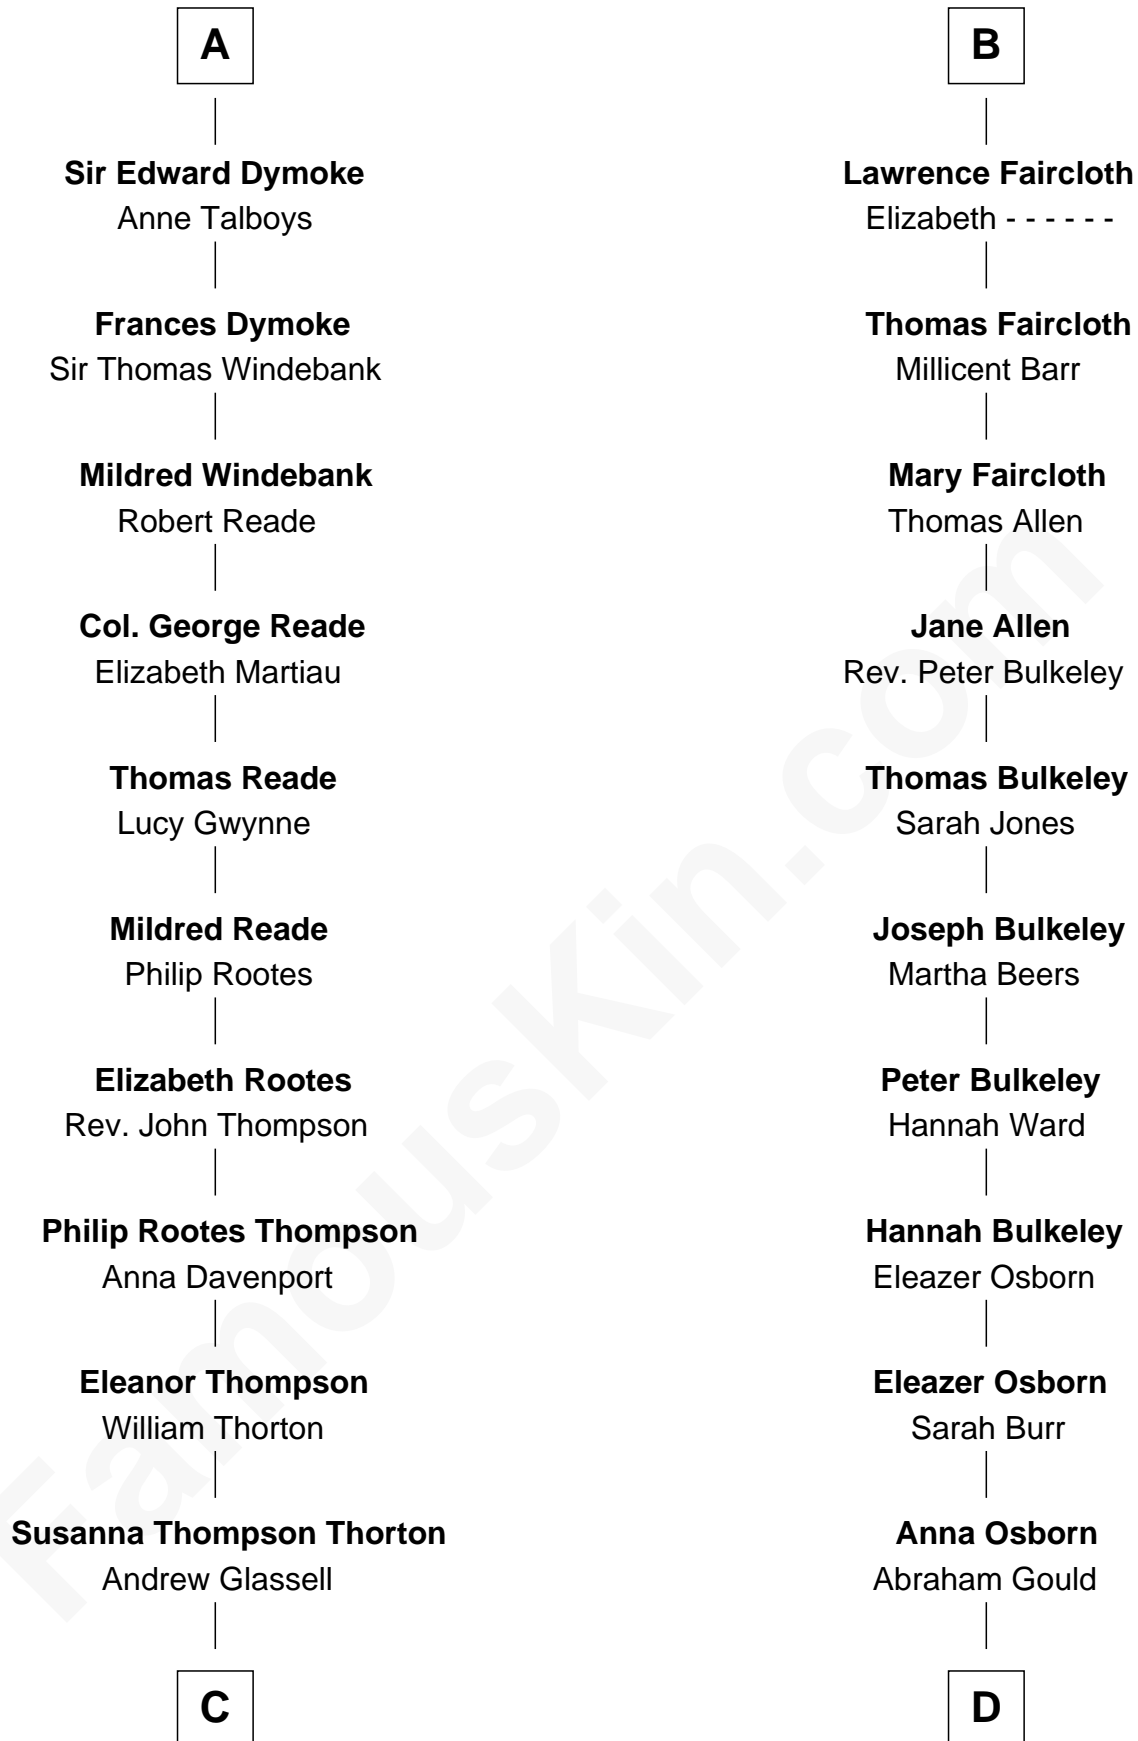 A
Sir Edward Dymoke
Anne Talboys
Frances Dymoke
Sir Thomas Windebank
Mildred Windebank
Robert Reade
Col. George Reade
Elizabeth Martiau
Thomas Reade
Lucy Gwynne
Mildred Reade
Philip Rootes
Elizabeth Rootes
Rev. John Thompson
Philip Rootes Thompson
Anna Davenport
Eleanor Thompson
William Thorton
Susanna Thompson Thorton
Andrew Glassell
C
B
Lawrence Faircloth
Elizabeth - - - - - -
Thomas Faircloth
Millicent Barr
Mary Faircloth
Thomas Allen
Jane Allen
Rev. Peter Bulkeley
Thomas Bulkeley
Sarah Jones
Joseph Bulkeley
Martha Beers
Peter Bulkeley
Hannah Ward
Hannah Bulkeley
Eleazer Osborn
Eleazer Osborn
Sarah Burr
Anna Osborn
Abraham Gould
D
FamousKin.com